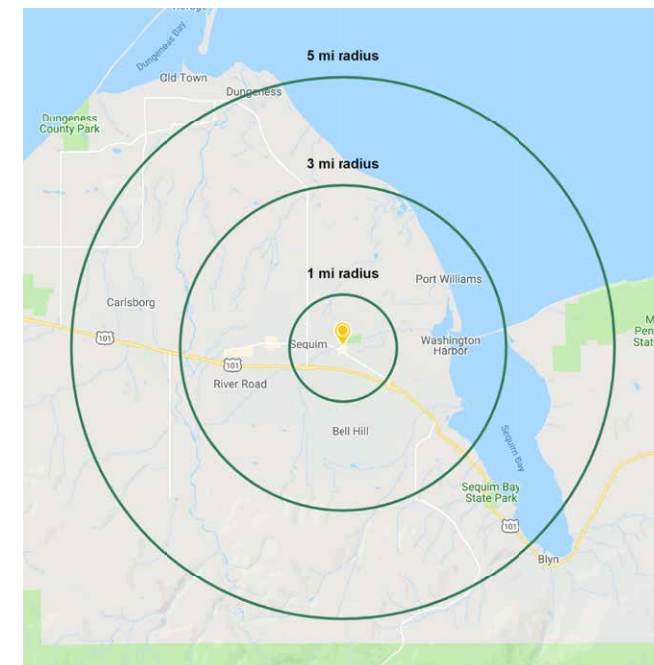 Dungeness
Bay
5 mi radius
Old Town
Dungeness
Dungeness
County Park
3 mi radius
1 mi radius
Port Williams
Carlsborg
101
Sequim
Washington
Harbor
101
River Road
Bell Hill
Sequim Bay
Sequim Bay
State Park
101
Blyn